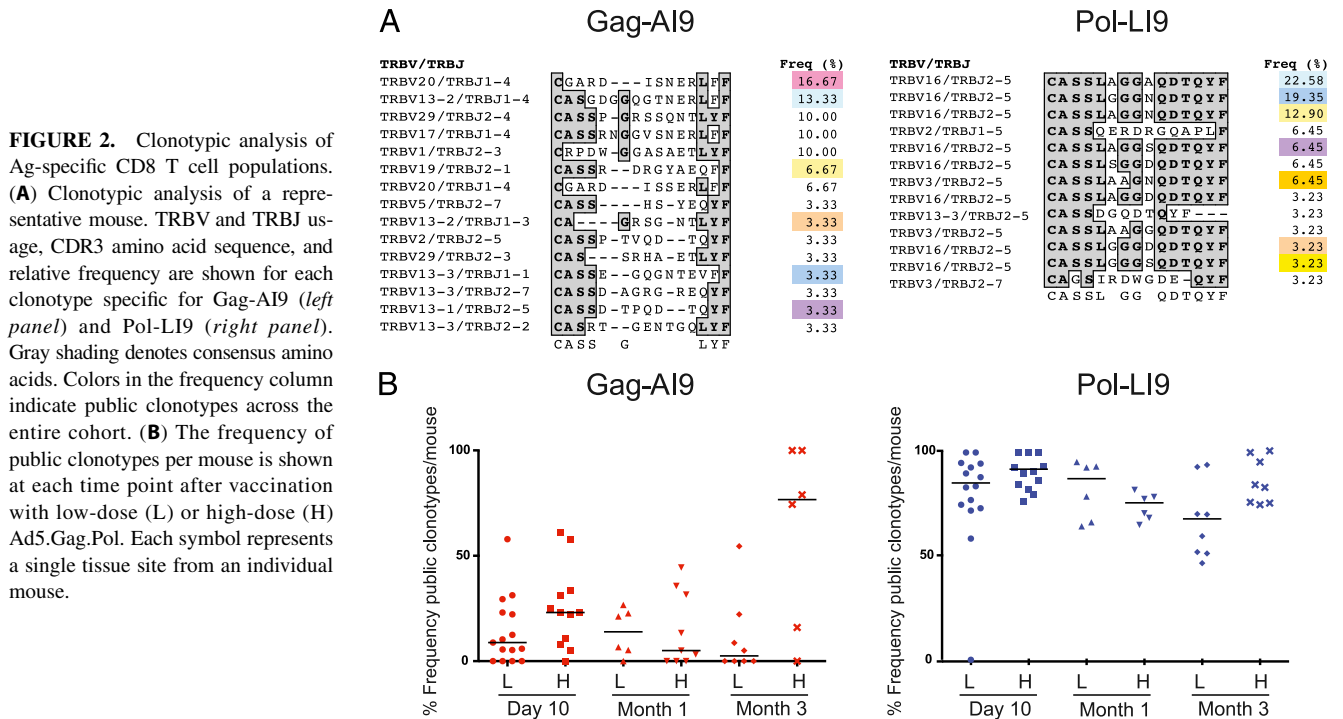 FIGURE 2. Clonotypic analysis of
Ag-specific CD8 T cell populations.
(A) Clonotypic analysis of a repre-
sentative mouse. TRBV and TRBJ us-
age, CDR3 amino acid sequence, and
relative frequency are shown for each
clonotype specific for Gag-AI9 (left
panel) and Pol-LI9 (right panel).
Gray shading denotes consensus amino
acids. Colors in the frequency column
indicate public clonotypes across the
entire cohort. (B) The frequency of
public clonotypes per mouse is shown
at each time point after vaccination
with low-dose (L) or high-dose (H)
Ad5.Gag.Pol. Each symbol represents
a single tissue site from an individual
mouse.
A
Gag-AI9
TRBV/TRBJ Freq (%)
TRBV20/TRBJ1-4 CGARD---ISNERLFF 16.67
TRBV13-2/TRBJ1-4 CASGDGGQGTNERLFF 13.33
TRBV29/TRBJ2-4 CASSP-GRSSQNTLYF 10.00
TRBV17/TRBJ1-4 CASSRNGGVSNERLFF 10.00
TRBV1/TRBJ2-3 CRPDW-GGASAETLYF 10.00
TRBV19/TRBJ2-1 CASSR--DRGYAEQFF 6.67
TRBV20/TRBJ1-4 CGARD----ISSERLFF 6.67
TRBV5/TRBJ2-7 CASS----HS-YEQYF 3.33
TRBV13-2/TRBJ1-3 CA----GRSGNTLYF 3.33
TRBV2/TRBJ2-5 CASSPTVQD--TQYF 3.33
TRBV29/TRBJ2-3 CAS----SRHAETLYF 3.33
TRBV13-3/TRBJ1-1 CASSE--GQGNTEVFF 3.33
TRBV13-3/TRBJ2-7 CASSDAGRG-REQYF 3.33
TRBV13-1/TRBJ2-5 CASSDTPQD--TQYF 3.33
TRBV13-3/TRBJ2-2 CASRT-GENTGQLYF 3.33
CASS G LYF
Pol-LI9
TRBV/TRBJ Freq (%)
TRBV16/TRBJ2-5 CASSLAGGAQDTQYF 22.58
TRBV16/TRBJ2-5 CASSLGGGNQDTQYF 19.35
TRBV16/TRBJ2-5 CASSLAGGNQDTQYF 12.90
TRBV2/TRBJ1-5 CASSQERDRGQAPLF 6.45
TRBV16/TRBJ2-5 CASSLAGGSQDTQYF 6.45
TRBV16/TRBJ2-5 CASSLSGGDQDTQYF 6.45
TRBV3/TRBJ2-5 CASSLAAGNQDTQYF 6.45
TRBV16/TRBJ2-5 CASSLGGGAQDTQYF 3.23
TRBV13-3/TRBJ2-5 CASSDGQDTQYF--- 3.23
TRBV3/TRBJ2-5 CASSLAAGGQDTQYF 3.23
TRBV16/TRBJ2-5 CASSLGGGDQDTQYF 3.23
TRBV16/TRBJ2-5 CASSLGGGSQDTQYF 3.23
TRBV3/TRBJ2-7 CAGSIRDWGDE-QYF 3.23
CASSL GG QDTQYF
B
Gag-AI9
% Frequency public clonotypes/mouse
100
50
0
L H L H L H
Day 10 Month 1 Month 3
Pol-LI9
% Frequency public clonotypes/mouse
100
50
0
L H L H L H
Day 10 Month 1 Month 3